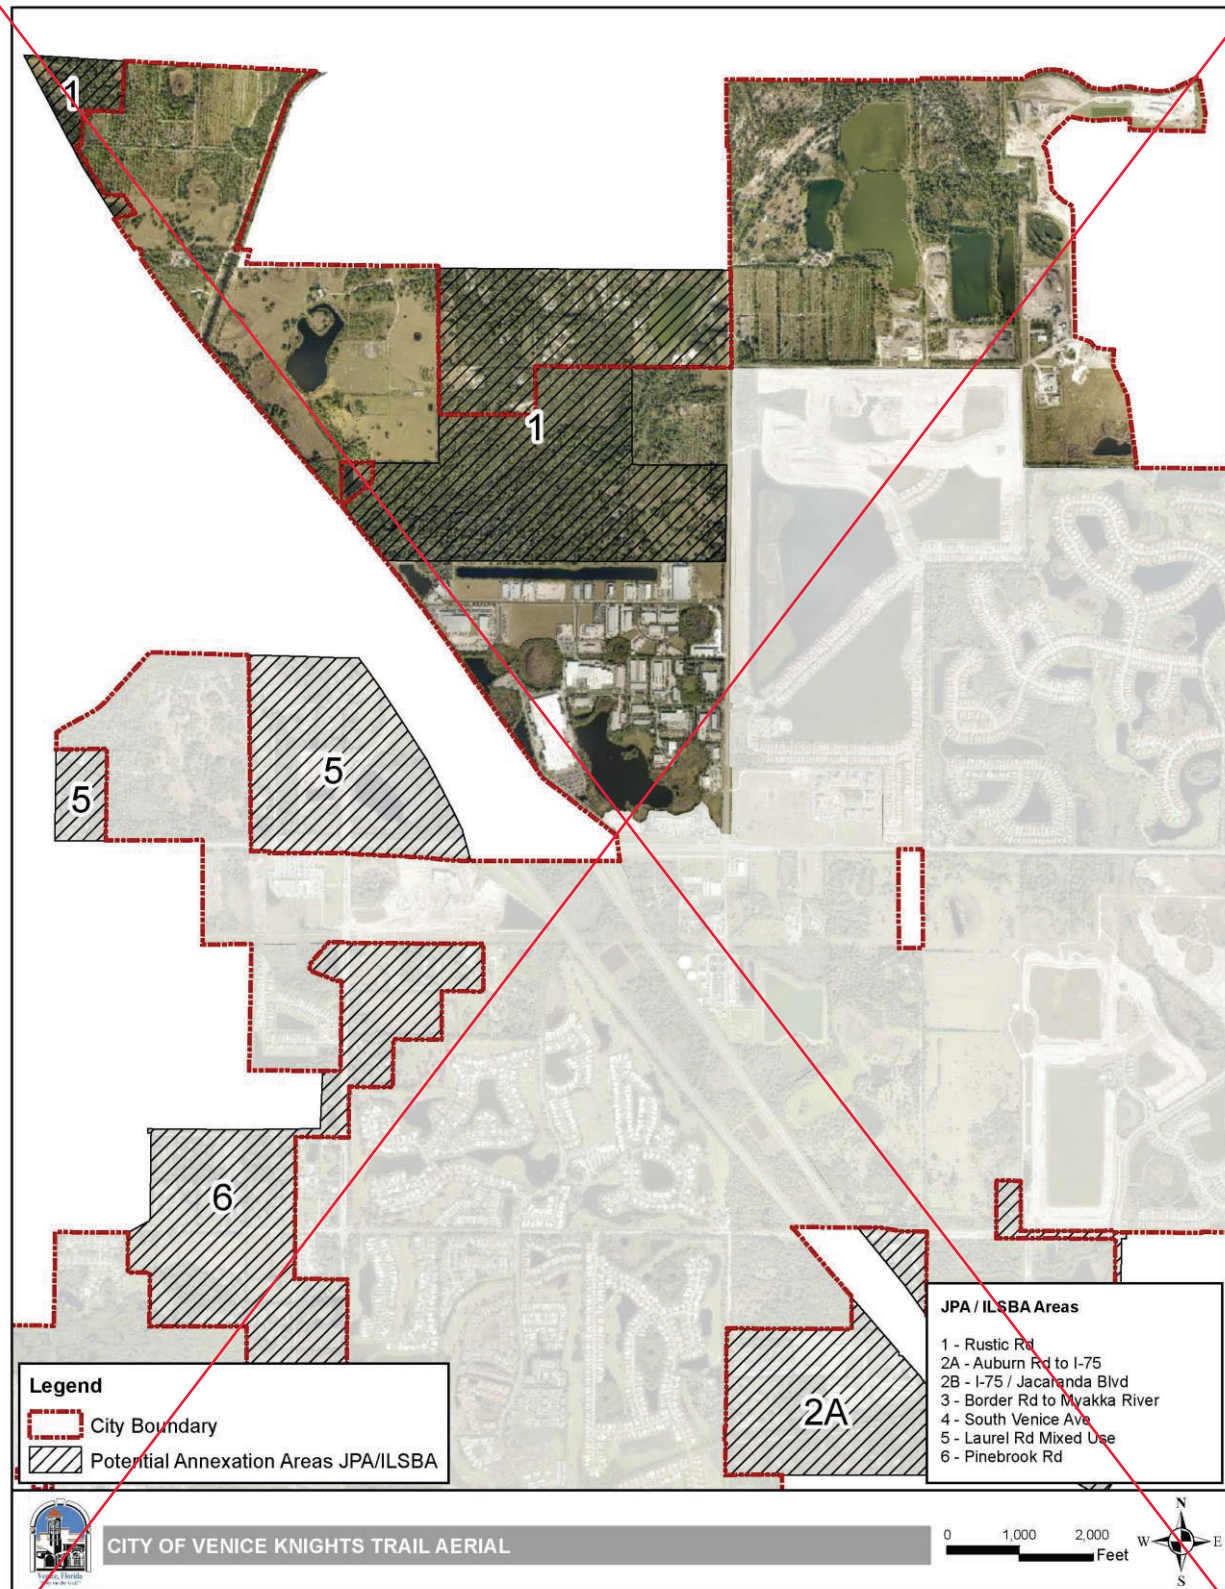 1
1
5
5
6
2A
JPA / ILSBA Areas
1 - Rustic Rd
2A - Auburn Rd to I-75
2B - I-75 / Jacaranda Blvd
3 - Border Rd to Myakka River
4 - South Venice Ave
5 - Laurel Rd Mixed Use
6 - Pinebrook Rd
Legend
City Boundary
Potential Annexation Areas JPA/ILSBA
Venice, Florida
CITY OF VENICE KNIGHTS TRAIL AERIAL
0 1,000 2,000
Feet
N
W E
S